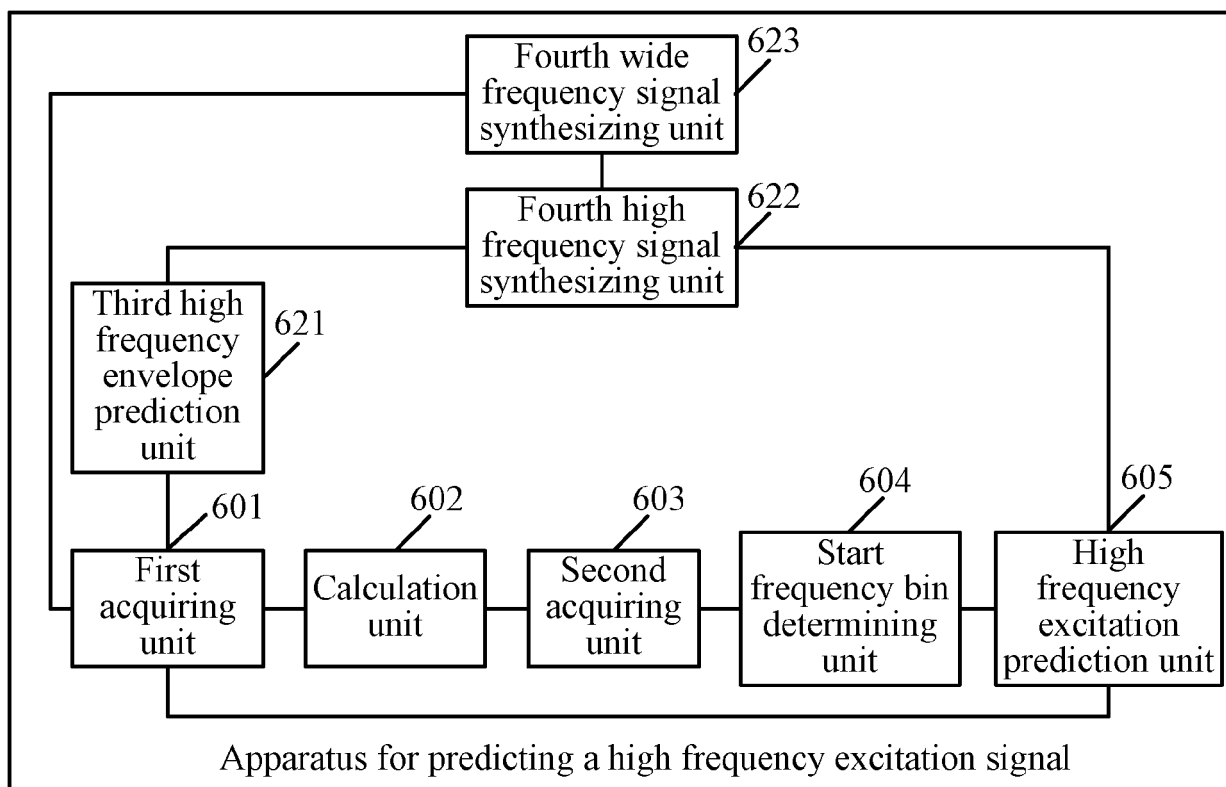 Fourth wide
frequency signal
synthesizing unit
623
Fourth high
frequency signal
synthesizing unit
622
Third high
frequency
envelope
prediction
unit
621
First
acquiring
unit
601
Calculation
unit
602
Second
acquiring
unit
603
Start
frequency bin
determining
unit
604
High
frequency
excitation
prediction unit
605
Apparatus for predicting a high frequency excitation signal